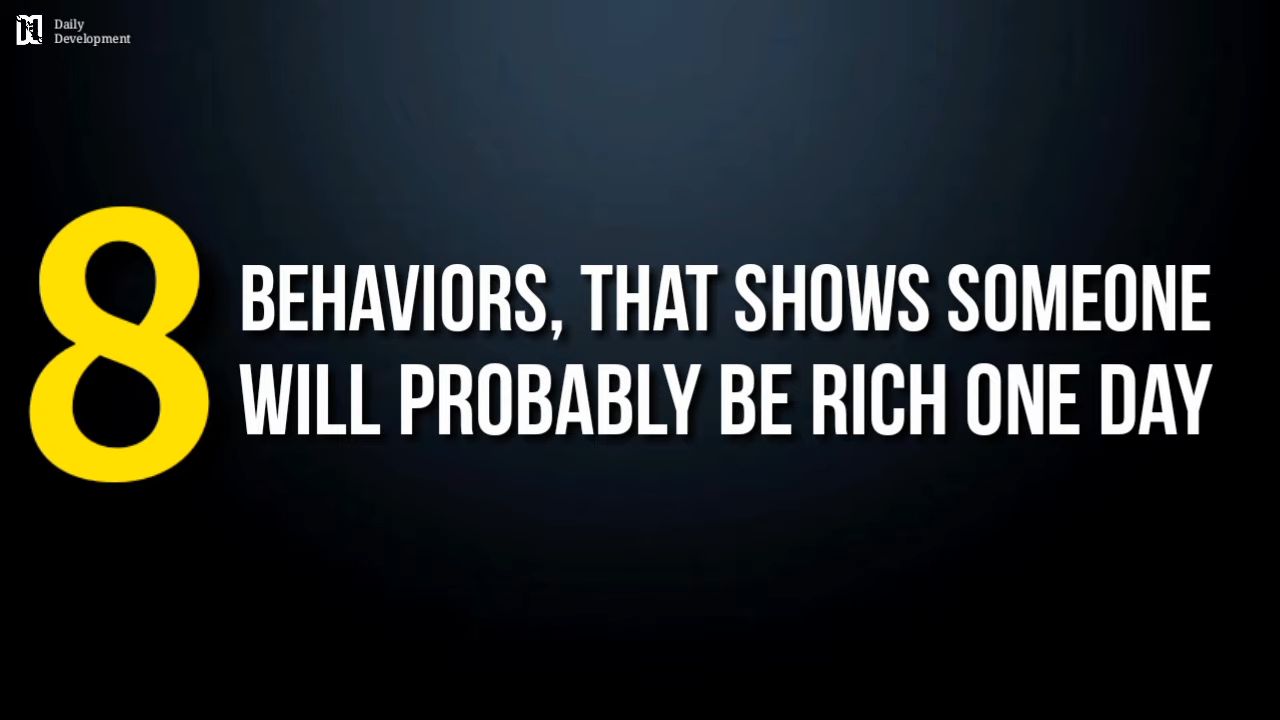 Daily
Development
8
BEHAVIORS, THAT SHOWS SOMEONE
WILL PROBABLY BE RICH ONE DAY